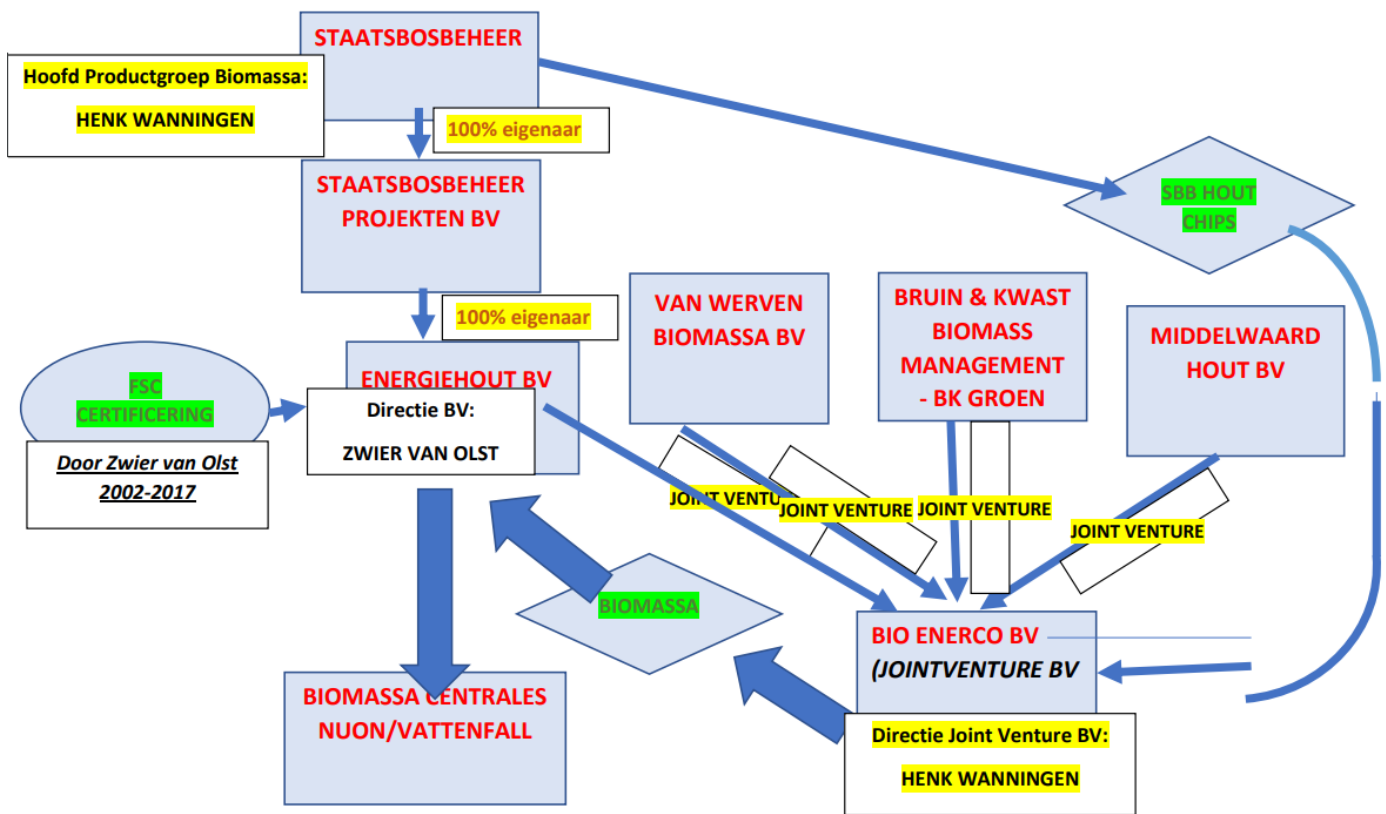 STAATSBOSBEHEER
Hoofd Productgroep Biomassa:
HENK WANNINGEN
100% eigenaar
STAATSBOSBEHEER
PROJEKTEN BV
SBB HOUT
CHIPS
100% eigenaar
VAN WERVEN
BIOMASSA BV
BRUIN & KWAST
BIOMASS
MANAGEMENT
- BK GROEN
MIDDELWAARD
HOUT BV
ENERGIEHOUT BV
Directie BV:
ZWIER VAN OLST
FSC
CERTIFICERING
Door Zwier van Olst
2002-2017
JOINT VENTU
JOINT VENTURE
JOINT VENTURE
JOINT VENTURE
BIOMASSA
BIO ENERCO BV
(JOINTVENTURE BV
Directie Joint Venture BV:
HENK WANNINGEN
BIOMASSA CENTRALES
NUON/VATTENFALL